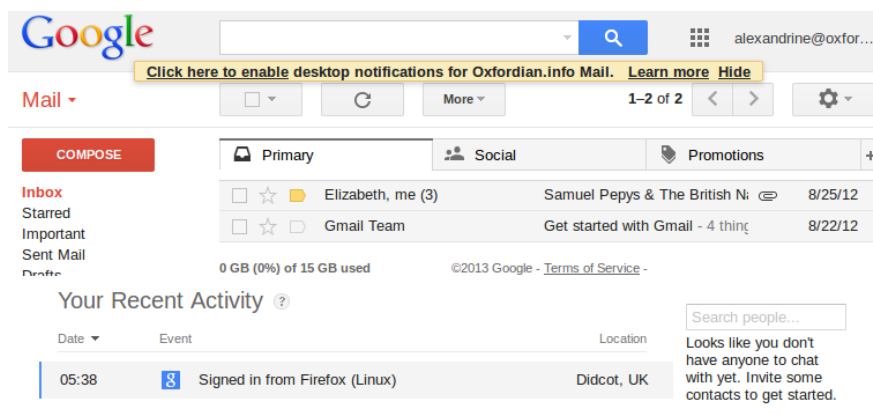 Google
alexandrine@oxfor...
Click here to enable desktop notifications for Oxfordian.info Mail. Learn more Hide
Mail
More
1–2 of 2
COMPOSE
Primary
Social
Promotions
+
Inbox
Starred
Important
Sent Mail
Drafts
Elizabeth, me (3)
Samuel Pepys & The British
8/25/12
Gmail Team
Get started with Gmail - 4 thing
8/22/12
0 GB (0%) of 15 GB used
©2013 Google - Terms of Service -
Your Recent Activity ?
Date
Event
Location
05:38
8
Signed in from Firefox (Linux)
Didcot, UK
Search people...
Looks like you don't
have anyone to chat
with yet. Invite some
contacts to get started.